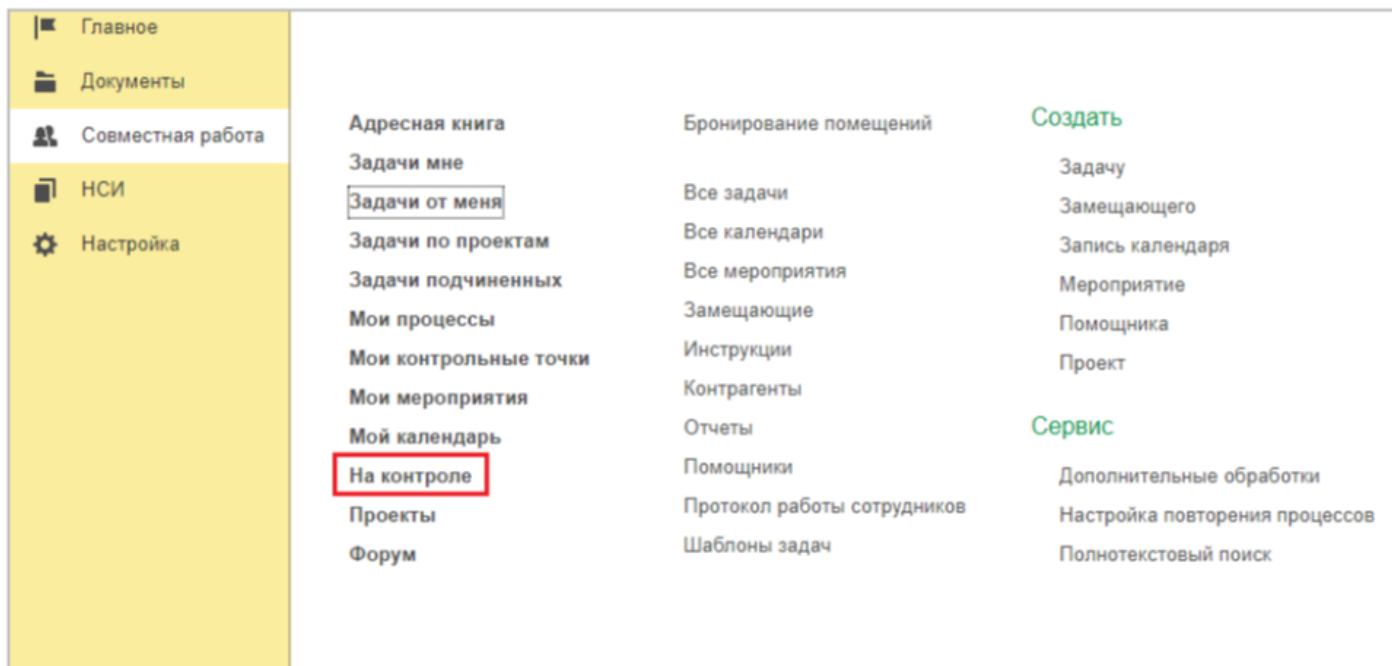 Главное
Документы
Совместная работа
НСИ
Настройка
Адресная книга
Задачи мне
Задачи от меня
Задачи по проектам
Задачи подчиненных
Мои процессы
Мои контрольные точки
Мои мероприятия
Мой календарь
На контроле
Проекты
Форум
Бронирование помещений
Все задачи
Все календари
Все мероприятия
Замещающие
Инструкции
Контрагенты
Отчеты
Помощники
Протокол работы сотрудников
Шаблоны задач
Создать
Задачу
Замещающего
Запись календаря
Мероприятие
Помощника
Проект
Сервис
Дополнительные обработки
Настройка повторения процессов
Полнотекстовый поиск